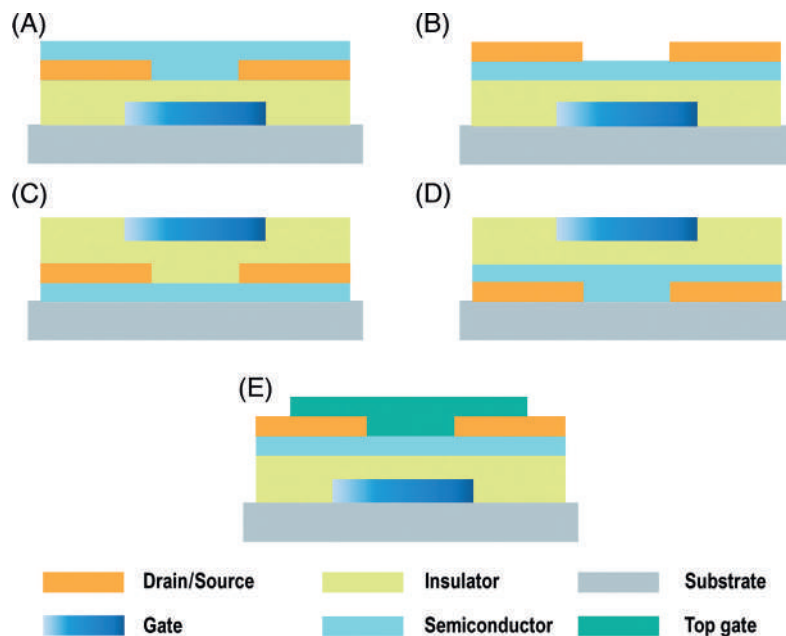 (A)
(B)
(C)
(D)
(E)
Drain/Source
Insulator
Substrate
Gate
Semiconductor
Top gate